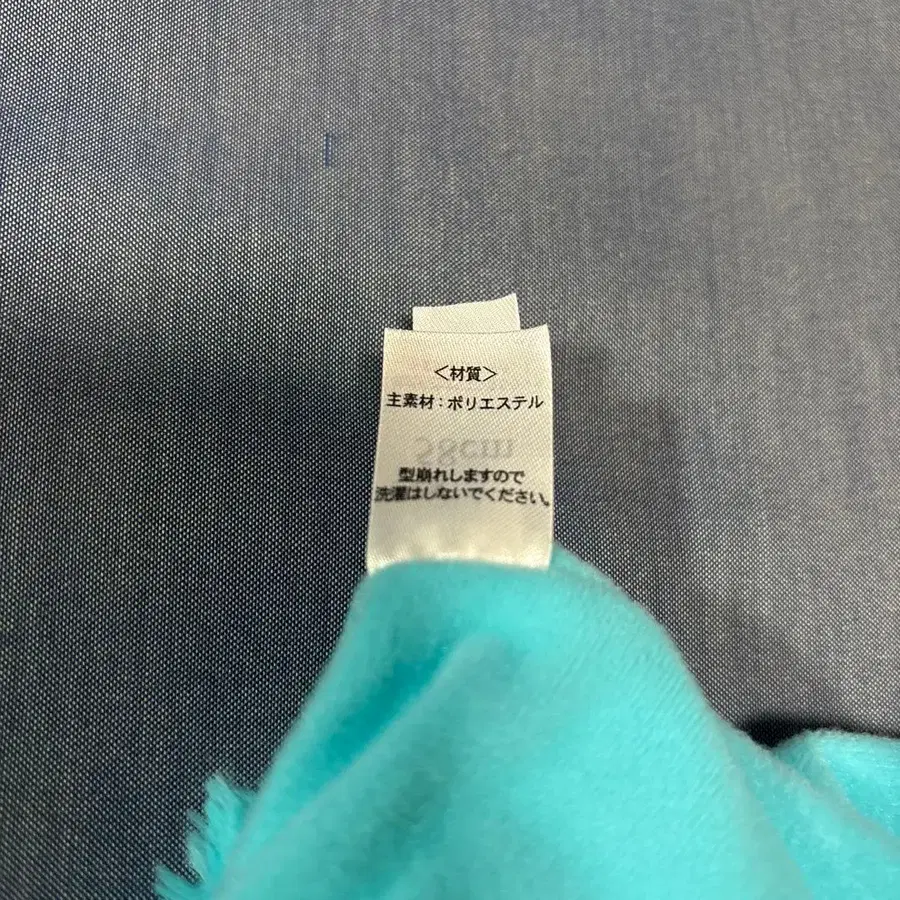 ＜材質＞
主素材：ポリエステル
58cm
型崩れしますので
洗濯はしないでください。